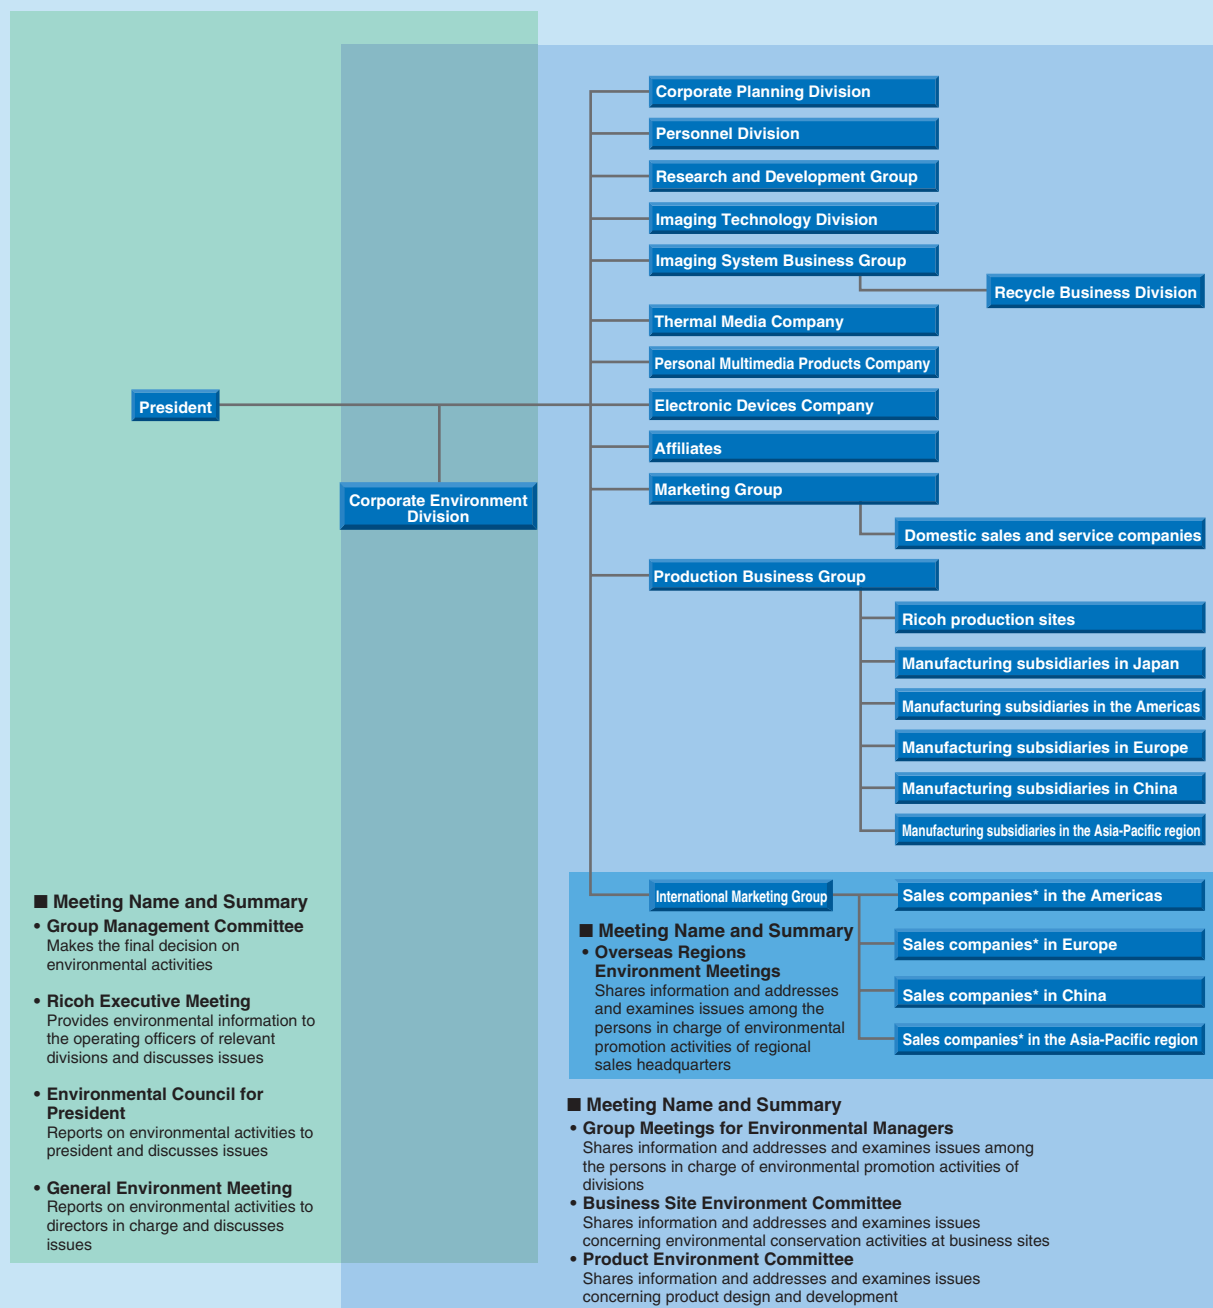 Corporate Planning Division
Personnel Division
Research and Development Group
Imaging Technology Division
Imaging System Business Group
Recycle Business Division
Thermal Media Company
Personal Multimedia Products Company
President
Electronic Devices Company
Affiliates
Marketing Group
Corporate Environment
Division
Domestic sales and service companies
Production Business Group
Ricoh production sites
Manufacturing subsidiaries in Japan
Manufacturing subsidiaries in the Americas
Manufacturing subsidiaries in Europe
Manufacturing subsidiaries in China
Manufacturing subsidiaries in the Asia-Pacific region
International Marketing Group
Sales companies* in the Americas
Sales companies* in Europe
Sales companies* in China
Sales companies* in the Asia-Pacific region
■ Meeting Name and Summary
• Group Management Committee
Makes the final decision on
environmental activities
• Ricoh Executive Meeting
Provides environmental information to
the operating officers of relevant
divisions and discusses issues
• Environmental Council for
President
Reports on environmental activities to
president and discusses issues
• General Environment Meeting
Reports on environmental activities to
directors in charge and discusses
issues
■ Meeting Name and Summary
• Overseas Regions
Environment Meetings
Shares information and addresses
and examines issues among the
persons in charge of environmental
promotion activities of regional
sales headquarters
■ Meeting Name and Summary
• Group Meetings for Environmental Managers
Shares information and addresses and examines issues among
the persons in charge of environmental promotion activities of
divisions
• Business Site Environment Committee
Shares information and addresses and examines issues
concerning environmental conservation activities at business sites
• Product Environment Committee
Shares information and addresses and examines issues
concerning product design and development